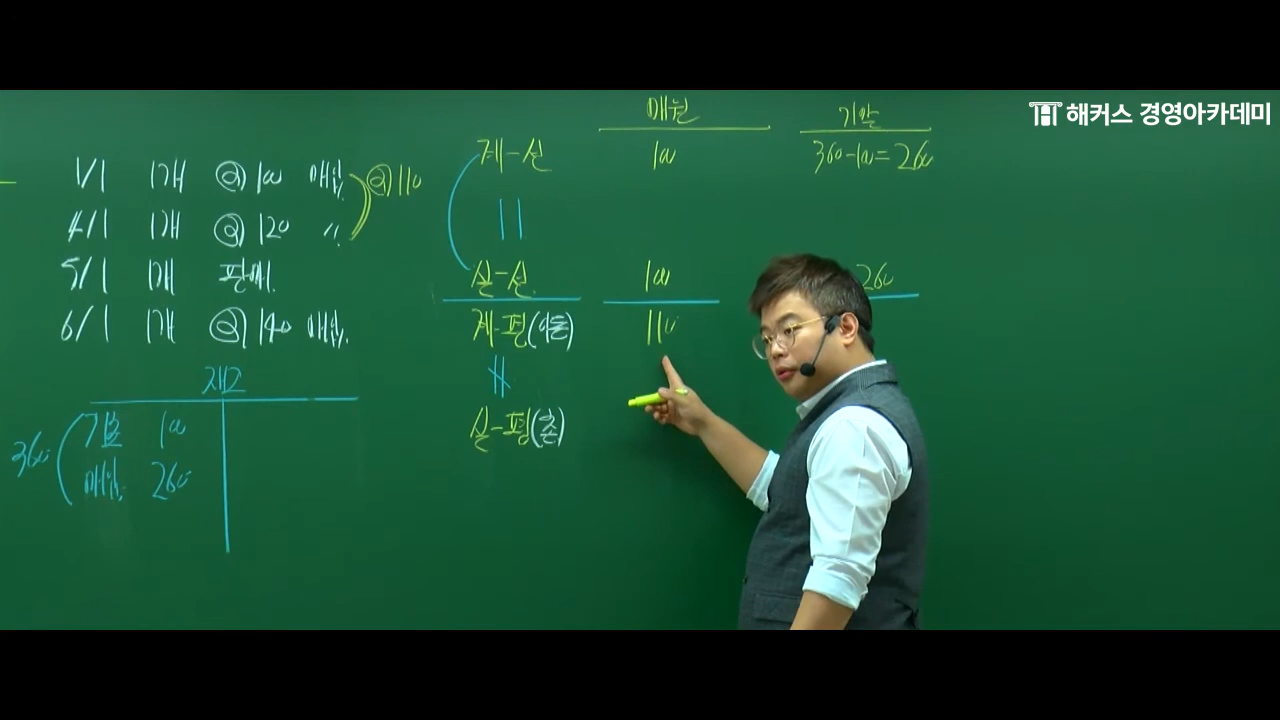 해커스 경영아카데미
매원 기말
계-선 100 360-100=260
1/1 1개 @100 매입 @110
4/1 1개 @120 〃
5/1 1개 판매.
6/1 1개 @140 매입.
실-선. 100 260
계-평(이동) 110
실-평(총)
재고
360 기초 100
매입 260